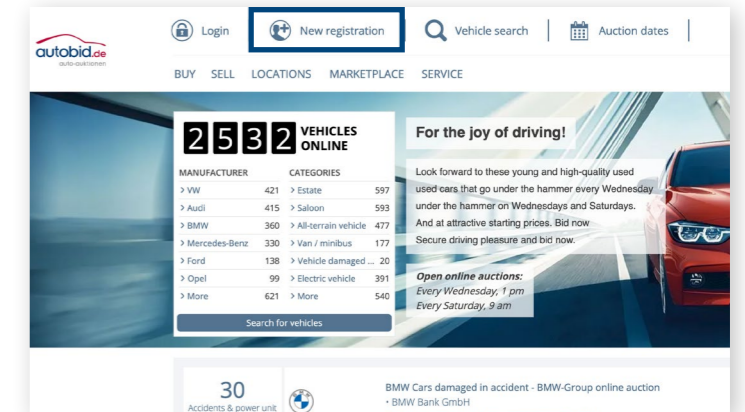 Login
New registration
Vehicle search
Auction dates
autobid.de
auto-auktionen
BUY SELL LOCATIONS MARKETPLACE SERVICE
2532 VEHICLES ONLINE
MANUFACTURER CATEGORIES
> VW 421 > Estate 597
> Audi 415 > Saloon 593
> BMW 360 > All-terrain vehicle 477
> Mercedes-Benz 330 > Van / minibus 177
> Ford 138 > Vehicle damaged ... 20
> Opel 99 > Electric vehicle 391
> More 621 > More 540
Search for vehicles
For the joy of driving!
Look forward to these young and high-quality used
used cars that go under the hammer every Wednesday
under the hammer on Wednesdays and Saturdays.
And at attractive starting prices. Bid now
Secure driving pleasure and bid now.
Open online auctions:
Every Wednesday, 1 pm
Every Saturday, 9 am
30
Accidents & power unit
BMW Cars damaged in accident - BMW-Group online auction
• BMW Bank GmbH